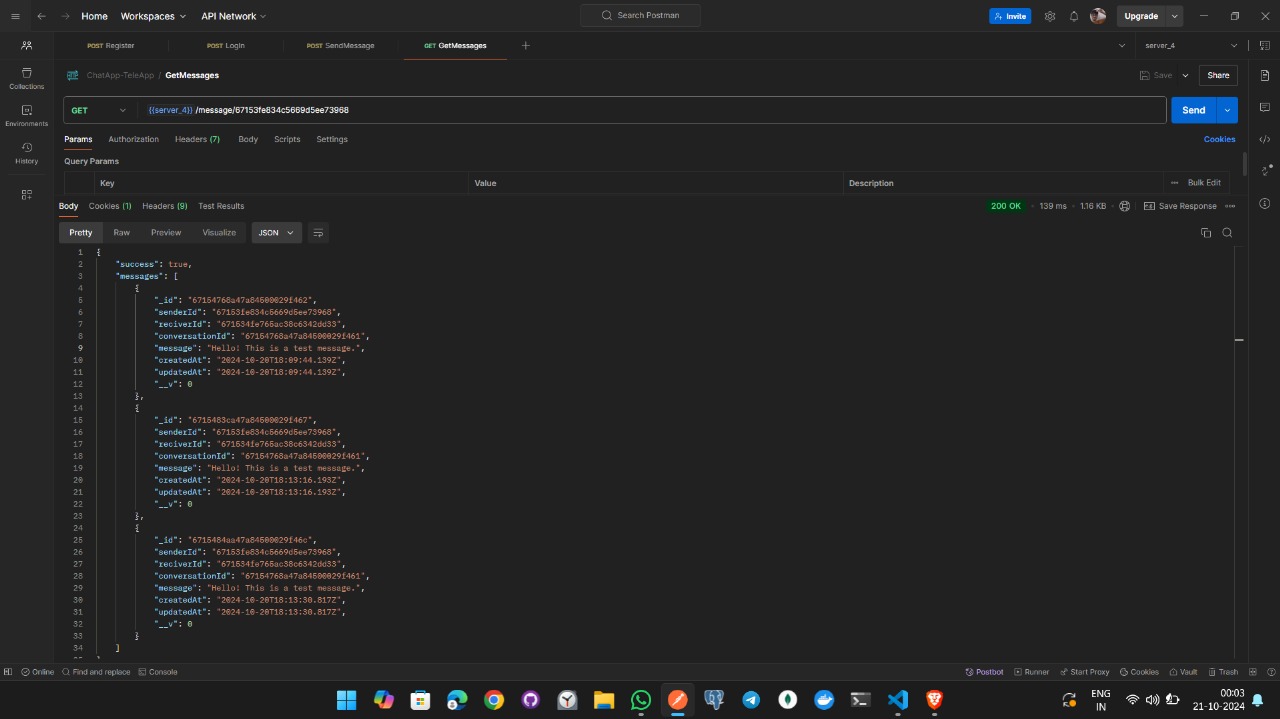 Home Workspaces API Network Search Postman Invite Upgrade
POST Register POST Login POST SendMessage GET GetMessages server_4
Collections
Environments
History
ChatApp-TeleApp / GetMessages Save Share
GET {{server_4}} /message/67153fe834c5669d5ee73968 Send
Params Authorization Headers (7) Body Scripts Settings Cookies
Query Params
Key Value Description Bulk Edit
Body Cookies (1) Headers (9) Test Results 200 OK 139 ms 1.16 KB Save Response
Pretty Raw Preview Visualize JSON
1 {
2 "success": true,
3 "messages": [
4 {
5 "_id": "67154768a47a84500029f462",
6 "senderId": "67153fe834c5669d5ee73968",
7 "reciverId": "671534fe765ac38c6342dd33",
8 "conversationId": "67154768a47a84500029f461",
9 "message": "Hello! This is a test message.",
10 "createdAt": "2024-10-20T18:09:44.139Z",
11 "updatedAt": "2024-10-20T18:09:44.139Z",
12 "__v": 0
13 },
14 {
15 "_id": "6715483ca47a84500029f467",
16 "senderId": "67153fe834c5669d5ee73968",
17 "reciverId": "671534fe765ac38c6342dd33",
18 "conversationId": "67154768a47a84500029f461",
19 "message": "Hello! This is a test message.",
20 "createdAt": "2024-10-20T18:13:16.193Z",
21 "updatedAt": "2024-10-20T18:13:16.193Z",
22 "__v": 0
23 },
24 {
25 "_id": "6715484aa47a84500029f46c",
26 "senderId": "67153fe834c5669d5ee73968",
27 "reciverId": "671534fe765ac38c6342dd33",
28 "conversationId": "67154768a47a84500029f461",
29 "message": "Hello! This is a test message.",
30 "createdAt": "2024-10-20T18:13:30.817Z",
31 "updatedAt": "2024-10-20T18:13:30.817Z",
32 "__v": 0
33 }
34 ]
Online Find and replace Console Postbot Runner Start Proxy Cookies Vault Trash
ENG 00:03
IN 21-10-2024